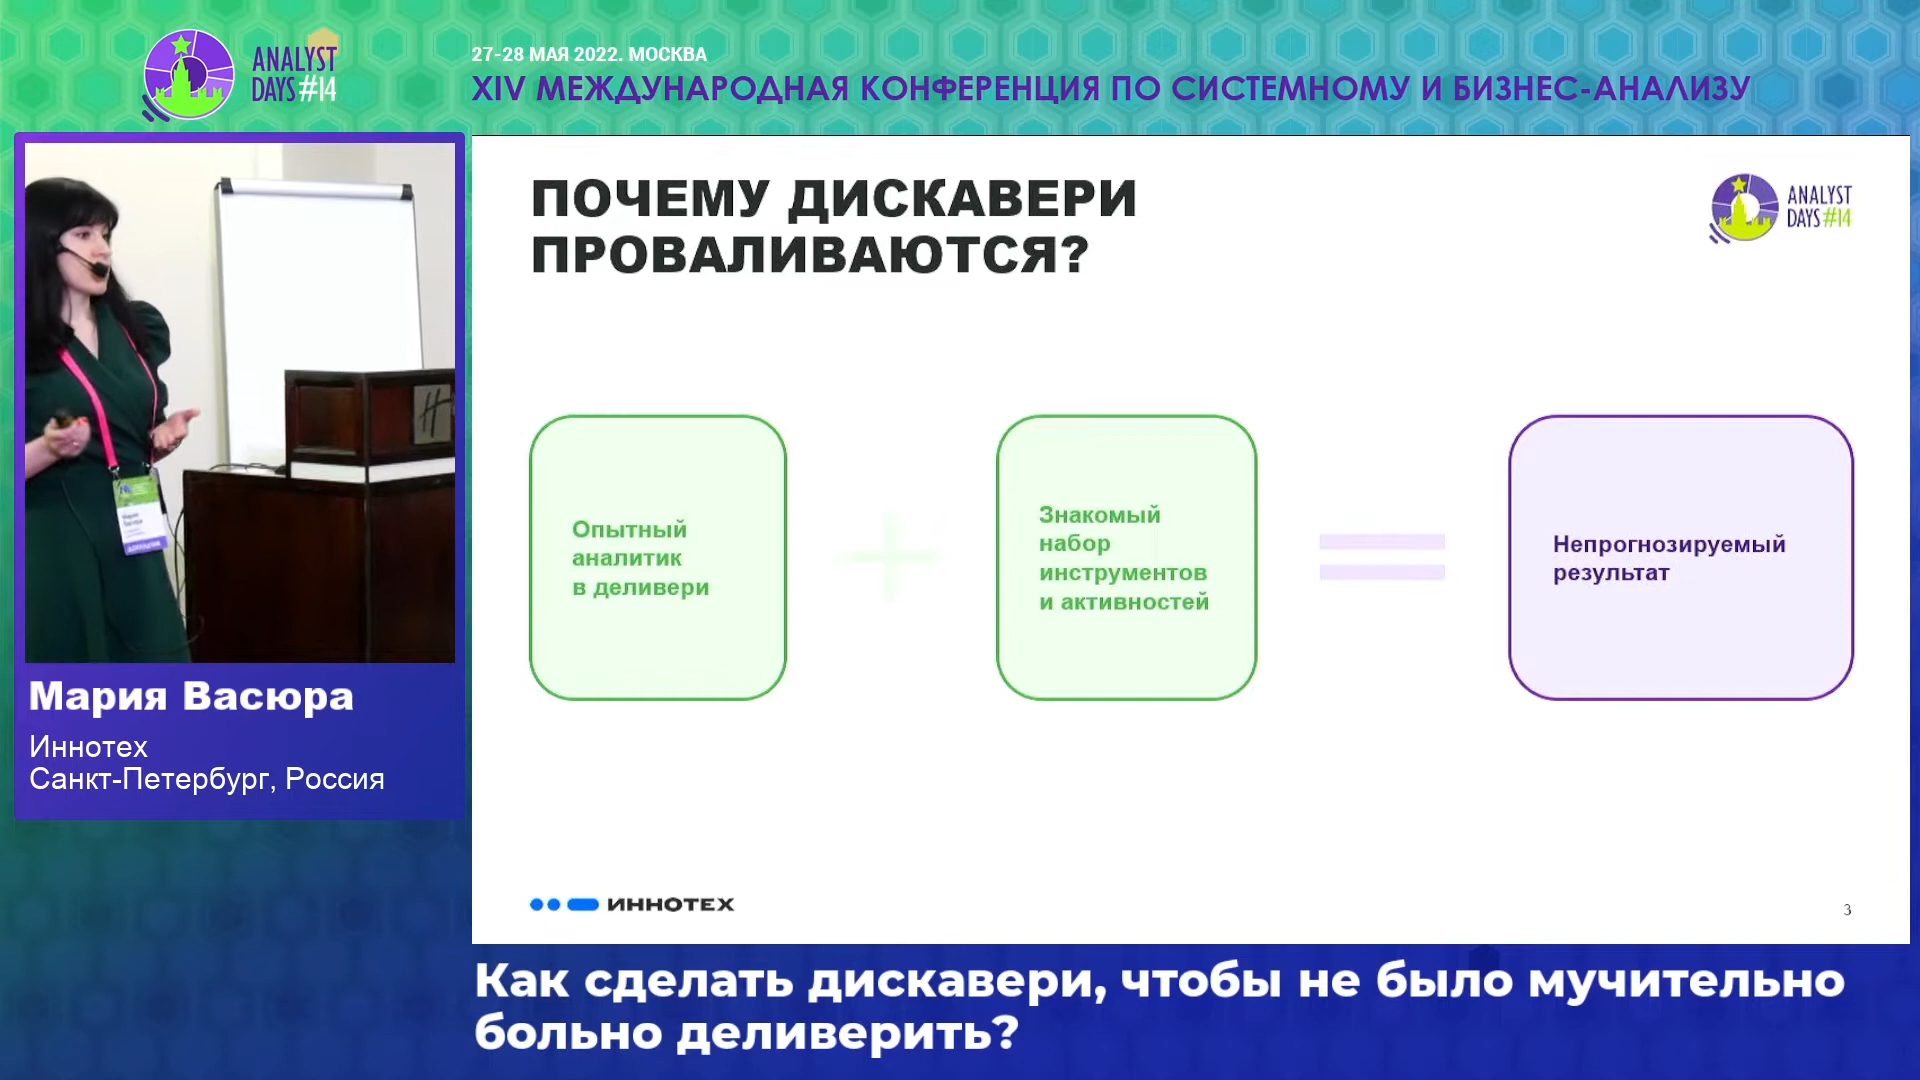 ANALYST
DAYS#14
27-28 МАЯ 2022. МОСКВА
XIV МЕЖДУНАРОДНАЯ КОНФЕРЕНЦИЯ ПО СИСТЕМНОМУ И БИЗНЕС-АНАЛИЗУ
Мария Васюра
Иннотех
Санкт-Петербург, Россия
ПОЧЕМУ ДИСКАВЕРИ
ПРОВАЛИВАЮТСЯ?
ANALYST
DAYS#14
Опытный
аналитик
в деливери
Знакомый
набор
инструментов
и активностей
Непрогнозируемый
результат
ИННОТЕХ
3
Как сделать дискавери, чтобы не было мучительно
больно деливерить?